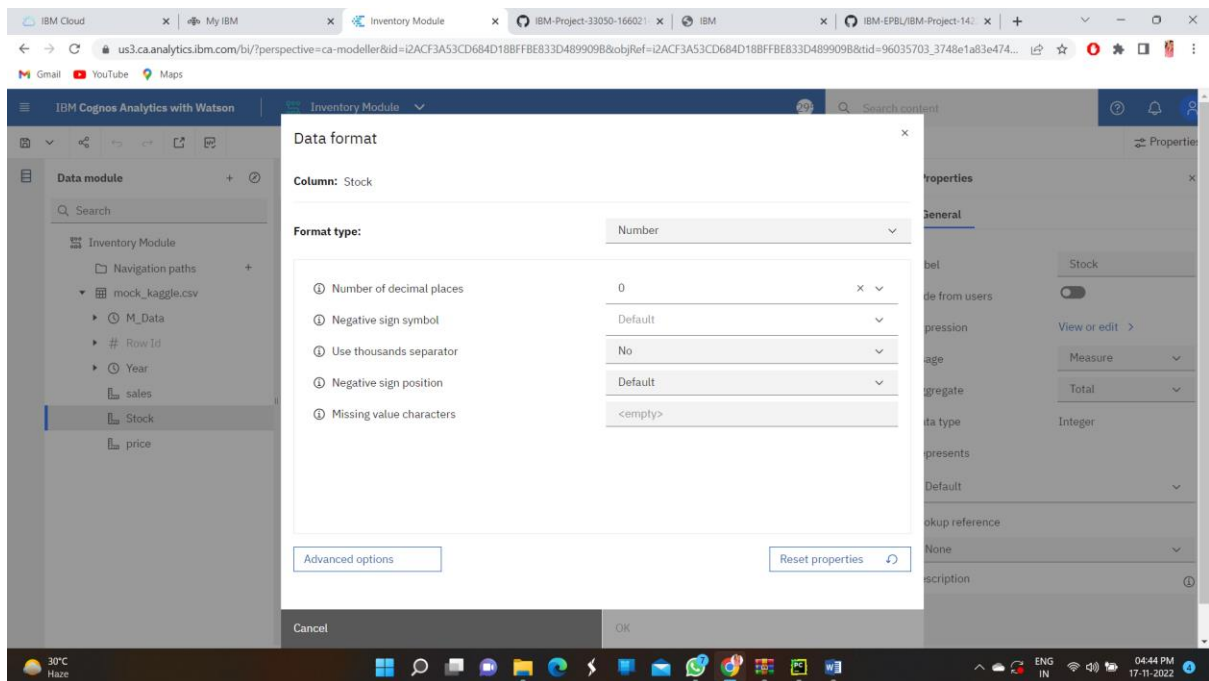 IBM Cloud My IBM Inventory Module IBM-Project-33050-166021 IBM IBM-EPBL/IBM-Project-142
us3.ca.analytics.ibm.com/bi/?perspective=ca-modeller&id=i2ACF3A53CD684D18BFFBE833D489909B&objRef=i2ACF3A53CD684D18BFFBE833D489909B&tid=96035703_3748e1a83e474...
Gmail YouTube Maps
IBM Cognos Analytics with Watson Inventory Module 29 Search content
Data format
Propertie
Data module
Column: Stock
Properties
Search
General
Format type: Number
Inventory Module
Navigation paths
bel Stock
mock_kaggle.csv
Number of decimal places 0
de from users
M_Data
Negative sign symbol Default
pression View or edit >
Row Id
Use thousands separator No
age Measure
Year
Negative sign position Default
ggregate Total
sales
Missing value characters <empty>
Stock
ata type Integer
price
presents
Default
okup reference
None
Advanced options Reset properties
escription
Cancel OK
30°C
Haze
ENG
IN
04:44 PM
17-11-2022
4